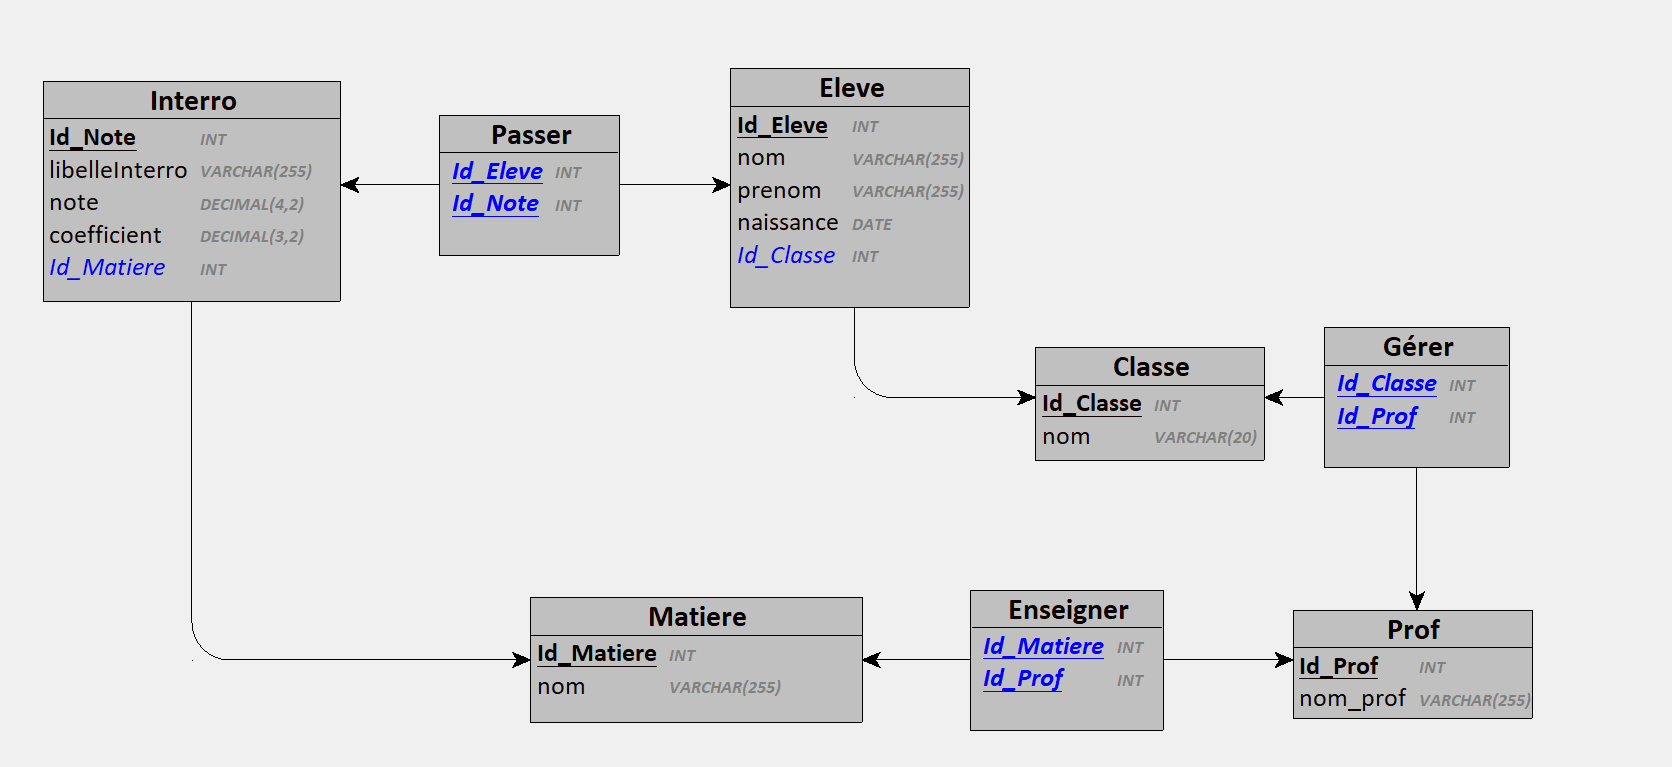 Interro
Id_Note INT
libelleInterro VARCHAR(255)
note DECIMAL(4,2)
coefficient DECIMAL(3,2)
Id_Matiere INT
Passer
Id_Eleve INT
Id_Note INT
Eleve
Id_Eleve INT
nom VARCHAR(255)
prenom VARCHAR(255)
naissance DATE
Id_Classe INT
Classe
Id_Classe INT
nom VARCHAR(20)
Gérer
Id_Classe INT
Id_Prof INT
Matiere
Id_Matiere INT
nom VARCHAR(255)
Enseigner
Id_Matiere INT
Id_Prof INT
Prof
Id_Prof INT
nom_prof VARCHAR(255)